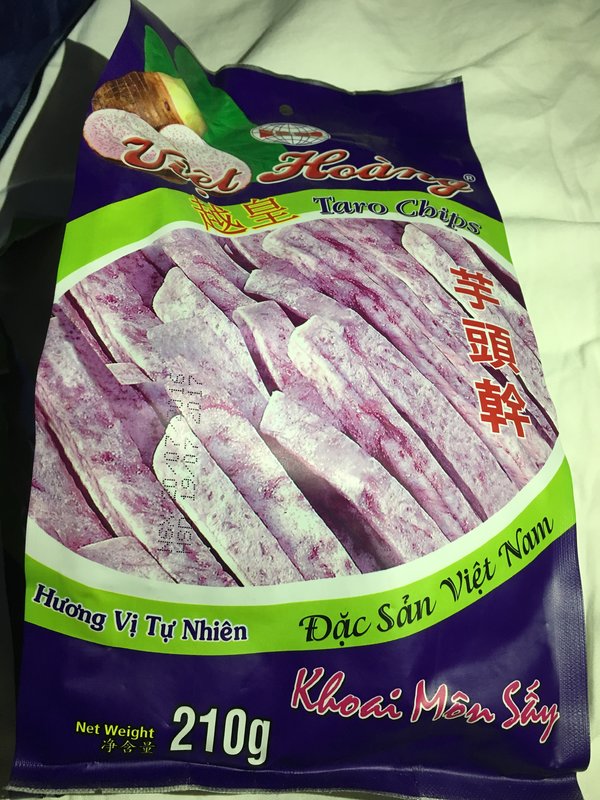 Việt Hoàng®
越皇 Taro Chips
芋頭幹
Hương Vị Tự Nhiên
Đặc Sản Việt Nam
Khoai Môn Sấy
Net Weight
净含量
210g